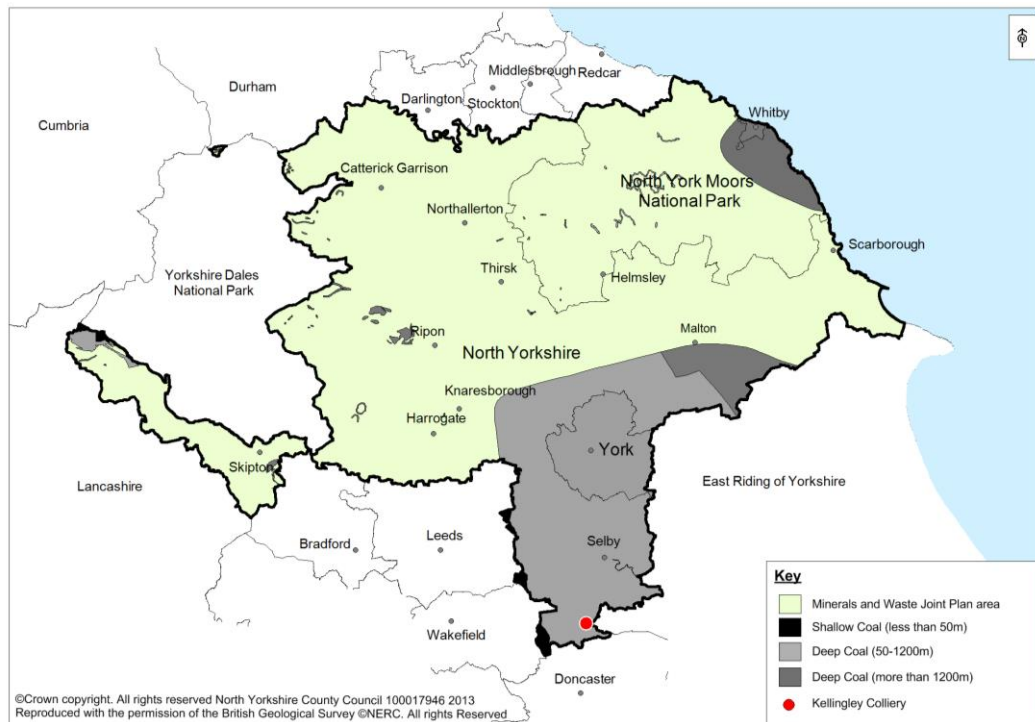 Durham
Middlesbrough
Redcar
Darlington
Stockton
Cumbria
Whitby
Catterick Garrison
North York Moors
National Park
Northallerton
Scarborough
Yorkshire Dales
National Park
Thirsk
Helmsley
Ripon
North Yorkshire
Malton
Knaresborough
Harrogate
York
Skipton
Lancashire
East Riding of Yorkshire
Bradford
Leeds
Selby
Wakefield
Doncaster
Key
Minerals and Waste Joint Plan area
Shallow Coal (less than 50m)
Deep Coal (50-1200m)
Deep Coal (more than 1200m)
Kellingley Colliery
©Crown copyright. All rights reserved North Yorkshire County Council 100017946 2013
Reproduced with the permission of the British Geological Survey ©NERC. All rights Reserved